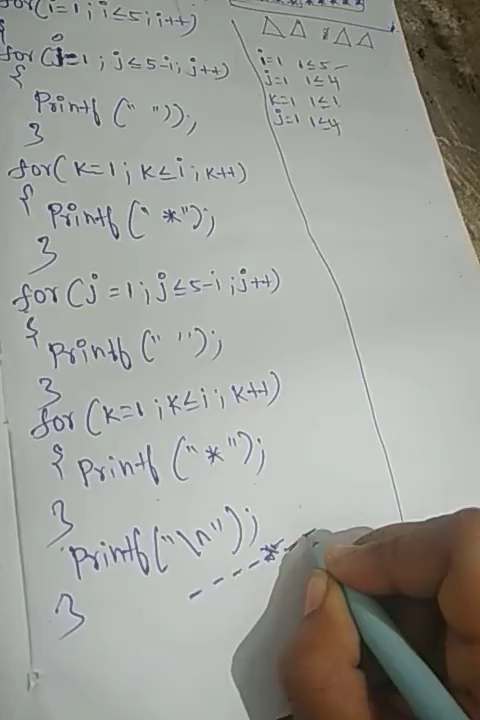 for(i=1; i≤5; i++)
{
for(j=1; j≤5-i; j++)
{
Printf(" ");
}
for(k=1; k≤i; k++)
{
Printf(" *");
}
for(j=1; j≤5-i; j++)
{
printf(" ");
}
for(k=1; k≤i; k++)
{ printf("*");
}
printf("\n");
}
i=1 1≤5
j=1 1≤4
k=1 1≤1
j=1 1≤4
----*-